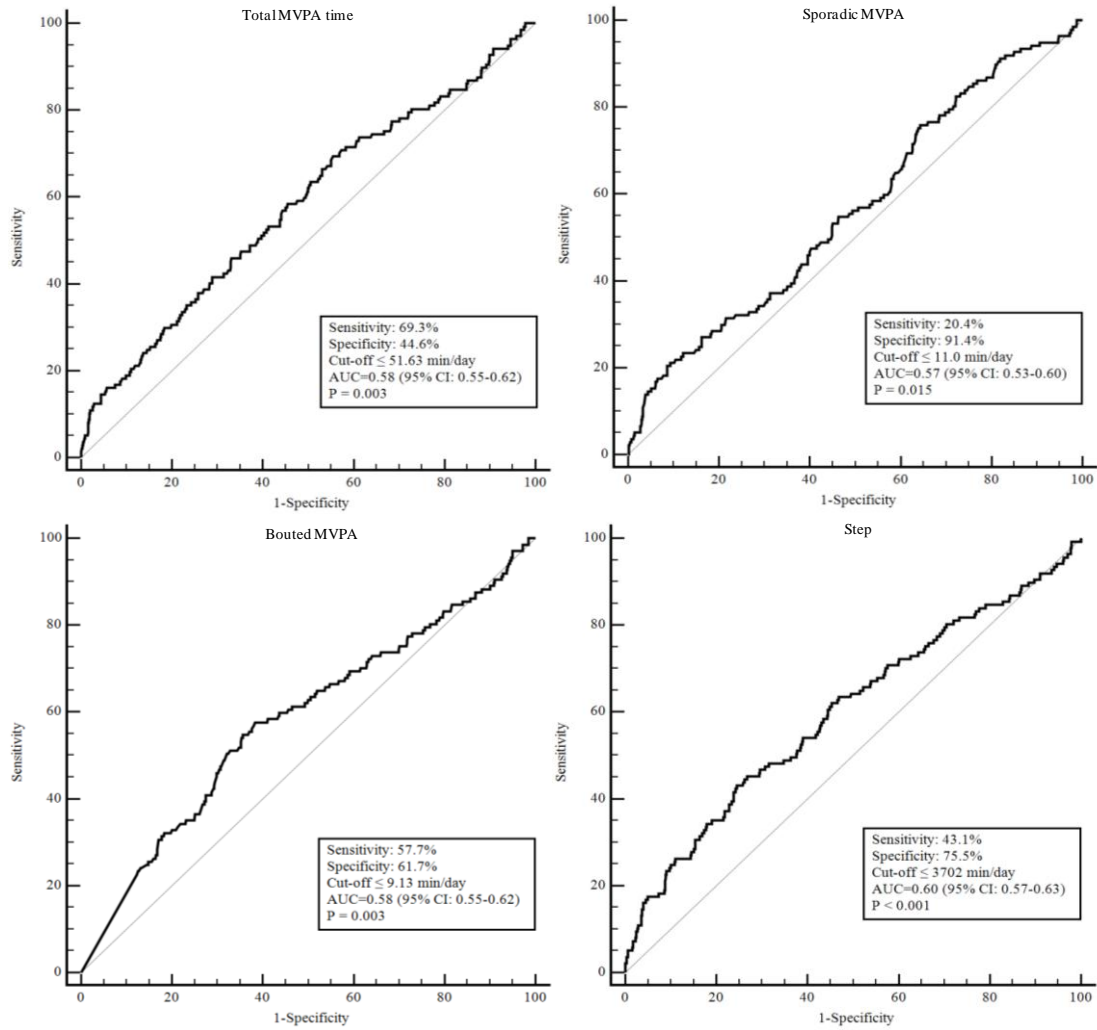 Total MVPA time
100
80
60
40
20
0
Sensitivity
Sensitivity: 69.3%
Specificity: 44.6%
Cut-off ≤ 51.63 min/day
AUC=0.58 (95% CI: 0.55-0.62)
P = 0.003
0 20 40 60 80 100
1-Specificity
Sporadic MVPA
100
80
60
40
20
0
Sensitivity
Sensitivity: 20.4%
Specificity: 91.4%
Cut-off ≤ 11.0 min/day
AUC=0.57 (95% CI: 0.53-0.60)
P = 0.015
0 20 40 60 80 100
1-Specificity
Bouted MVPA
100
80
60
40
20
0
Sensitivity
Sensitivity: 57.7%
Specificity: 61.7%
Cut-off ≤ 9.13 min/day
AUC=0.58 (95% CI: 0.55-0.62)
P = 0.003
0 20 40 60 80 100
1-Specificity
Step
100
80
60
40
20
0
Sensitivity
Sensitivity: 43.1%
Specificity: 75.5%
Cut-off ≤ 3702 min/day
AUC=0.60 (95% CI: 0.57-0.63)
P < 0.001
0 20 40 60 80 100
1-Specificity